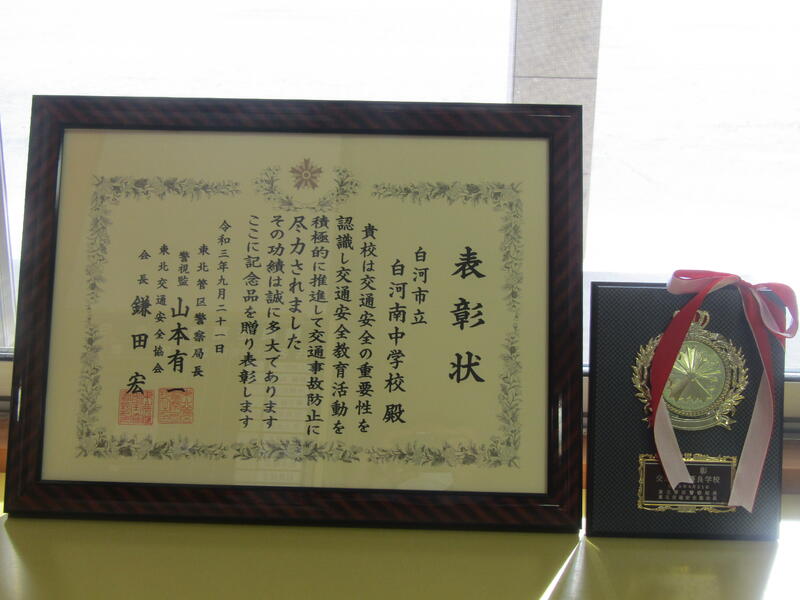 表彰状
白河市立
白河南中学校 殿
貴校は交通安全の重要性を
認識し交通安全教育活動を
積極的に推進して交通事故防止に
尽力されました
その功績は誠に多大であります
ここに記念品を贈り表彰します
令和三年九月二十一日
東北管区警察局長
警視監 山本有一
東北交通安全協会
会長 鎌田宏
彰
良学校